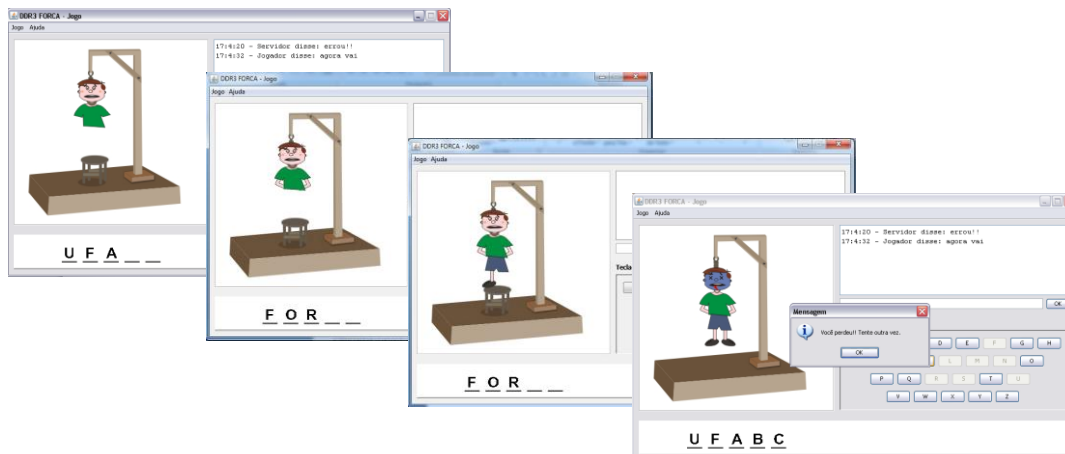 DDR3 FORCA - Jogo
Jogo Ajuda
17:4:20 - Servidor disse: errou!!
17:4:32 - Jogador disse: agora vai
U F A _ _
DDR3 FORCA - Jogo
Jogo Ajuda
F O R _ _
DDR3 FORCA - Jogo
Jogo Ajuda
Tecla
F O R _ _
DDR3 FORCA - Jogo
Jogo Ajuda
17:4:20 - Servidor disse: errou!!
17:4:32 - Jogador disse: agora vai
OK
Mensagem
Você perdeu!! Tente outra vez.
OK
D E F G H
L M N O
P Q R S T U
V W X Y Z
U F A B C